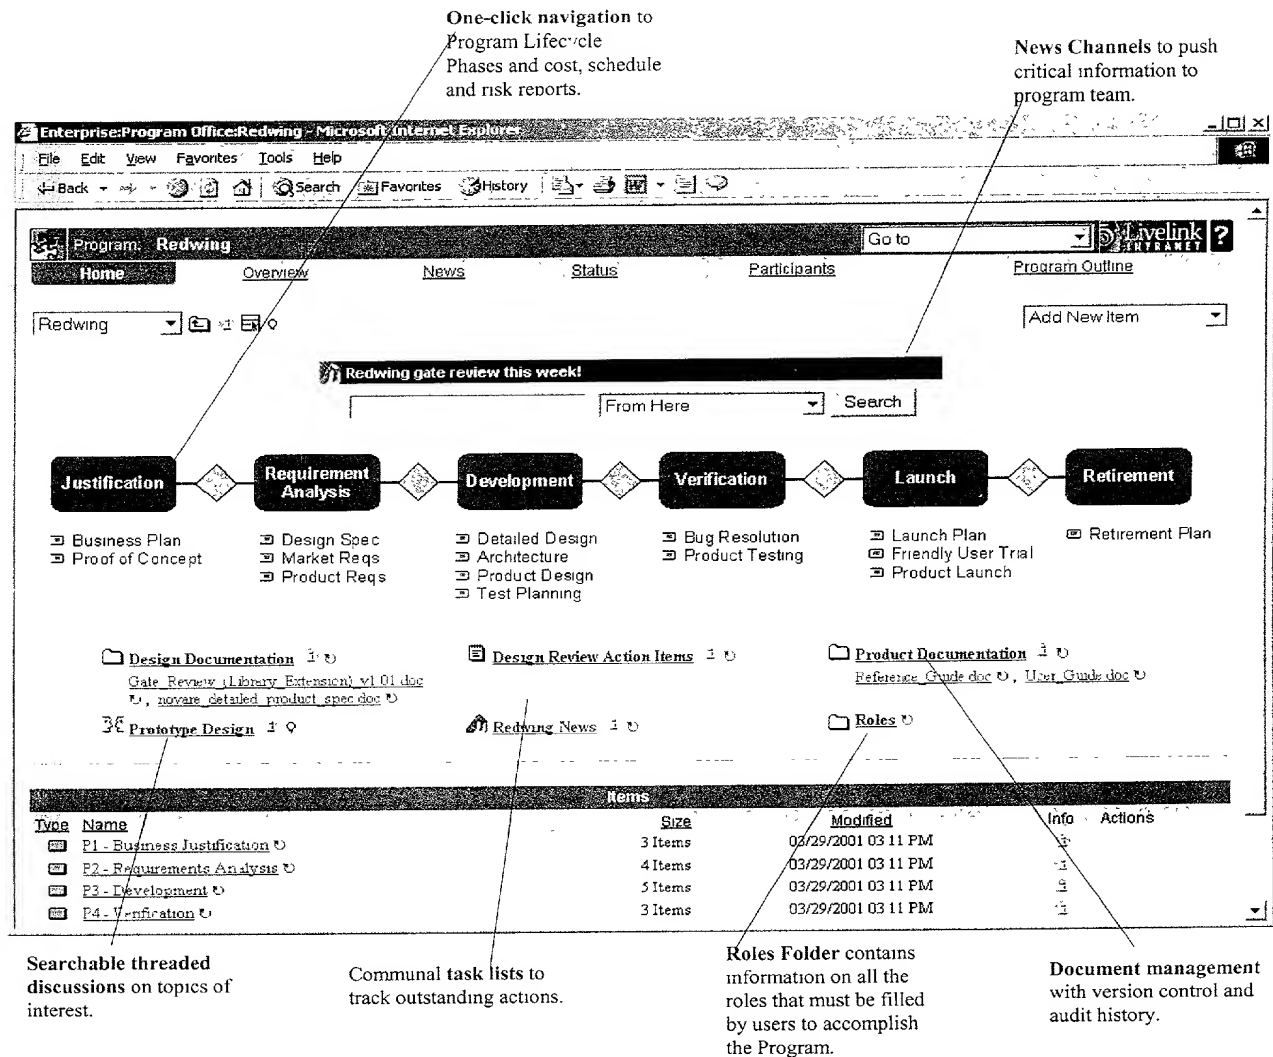 One-click navigation to
Program Lifecycle
Phases and cost, schedule
and risk reports.
News Channels to push
critical information to
program team.
Enterprise:Program Office:Redwing - Microsoft Internet Explorer
File Edit View Favorites Tools Help
Back Search Favorites History
Program: Redwing
Go to
Livelink
INTRANET
?
Home Overview News Status Participants Program Outline
Redwing
Add New Item
Redwing gate review this week!
From Here
Search
Justification
Requirement
Analysis
Development
Verification
Launch
Retirement
Business Plan
Proof of Concept
Design Spec
Market Reqs
Product Reqs
Detailed Design
Architecture
Product Design
Test Planning
Bug Resolution
Product Testing
Launch Plan
Friendly User Trial
Product Launch
Retirement Plan
Design Documentation
Gate_Review_(Library_Extension)_v1 01 doc
, novare_detailed_product_spec doc
Prototype Design
Design Review Action Items
Redwing News
Product Documentation
Reference_Guide doc , User_Guide doc
Roles
Items
Type Name Size Modified Info Actions
P1 - Business Justification 3 Items 03/29/2001 03 11 PM
P2 - Requirements Analysis 4 Items 03/29/2001 03 11 PM
P3 - Development 5 Items 03/29/2001 03 11 PM
P4 - Verification 3 Items 03/29/2001 03 11 PM
Searchable threaded
discussions on topics of
interest.
Communal task lists to
track outstanding actions.
Roles Folder contains
information on all the
roles that must be filled
by users to accomplish
the Program.
Document management
with version control and
audit history.